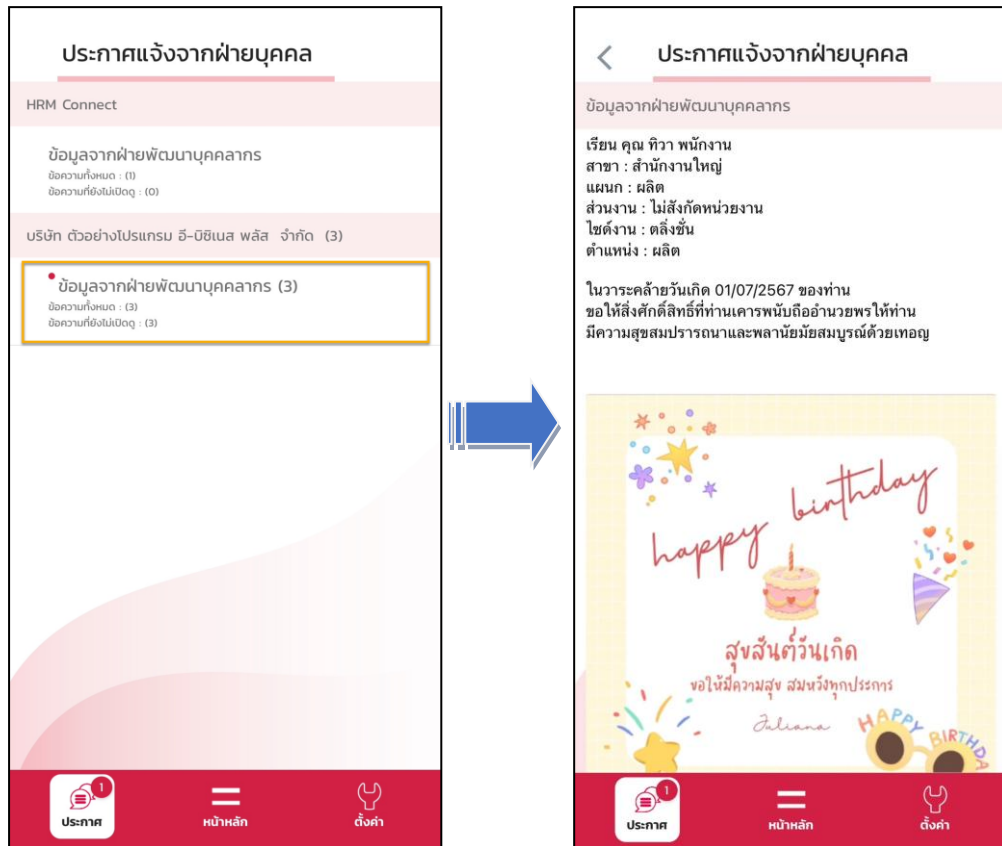 ประกาศแจ้งจากฝ่ายบุคคล
HRM Connect
ข้อมูลจากฝ่ายพัฒนาบุคคลากร
ข้อความทั้งหมด : (1)
ข้อความที่ยังไม่เปิดดู : (0)
บริษัท ตัวอย่างโปรแกรม อี-บิซิเนส พลัส จำกัด (3)
ข้อมูลจากฝ่ายพัฒนาบุคคลากร (3)
ข้อความทั้งหมด : (3)
ข้อความที่ยังไม่เปิดดู : (3)
1
ประกาศ
หน้าหลัก
ตั้งค่า
ประกาศแจ้งจากฝ่ายบุคคล
ข้อมูลจากฝ่ายพัฒนาบุคคลากร
เรียน คุณ ทิวา พนักงาน
สาขา : สำนักงานใหญ่
แผนก : ผลิต
ส่วนงาน : ไม่สังกัดหน่วยงาน
ไซด์งาน : ตลิ่งชั่น
ตำแหน่ง : ผลิต
ในวาระคล้ายวันเกิด 01/07/2567 ของท่าน
ขอให้สิ่งศักดิ์สิทธิ์ที่ท่านเคารพนับถืออำนวยพรให้ท่าน
มีความสุขสมปรารถนาและพลานัยมัยสมบูรณ์ด้วยเทอญ
happy birthday
สุขสันต์วันเกิด
ขอให้มีความสุข สมหวังทุกประการ
Juliana
HAPPY BIRTHDA
1
ประกาศ
หน้าหลัก
ตั้งค่า